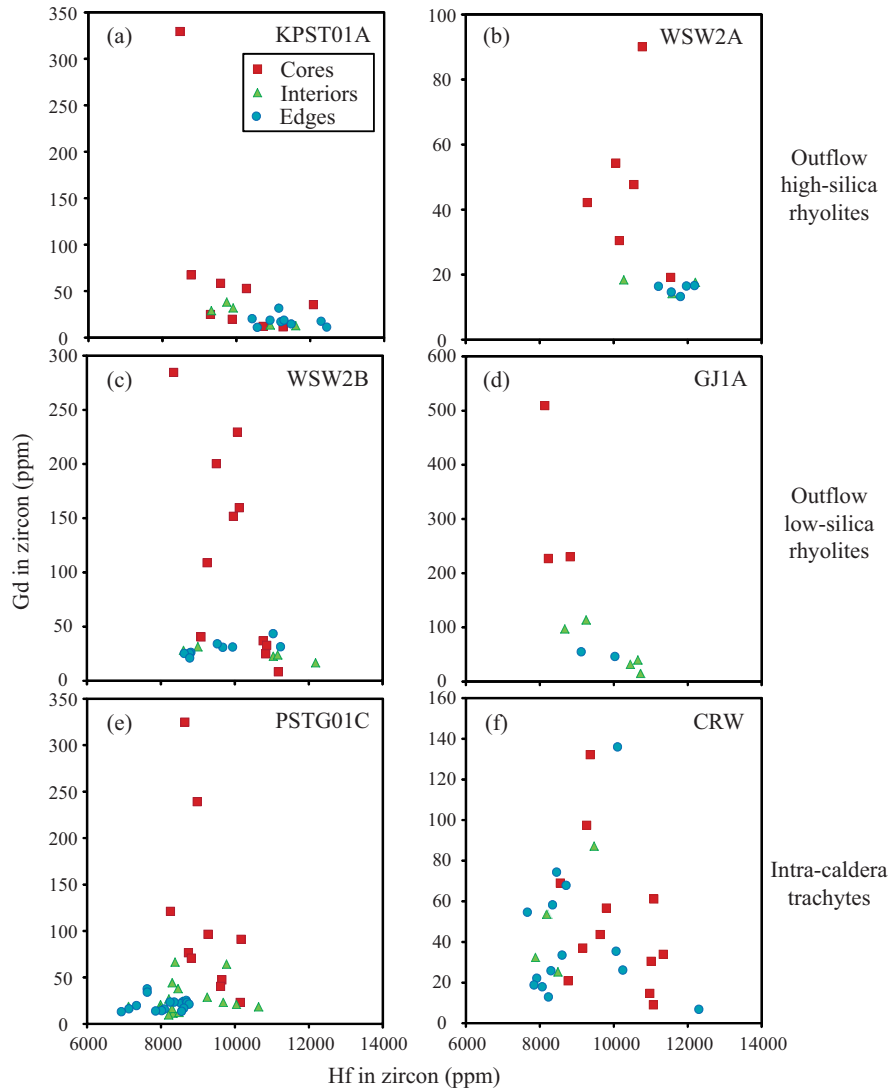 (a) KPST01A
Cores
Interiors
Edges
350
300
250
200
150
100
50
0
(b) WSW2A
100
80
60
40
20
0
Outflow
high-silica
rhyolites
(c) WSW2B
300
250
200
150
100
50
0
(d) GJ1A
600
500
400
300
200
100
0
Outflow
low-silica
rhyolites
Gd in zircon (ppm)
(e) PSTG01C
350
300
250
200
150
100
50
0
6000 8000 10000 12000 14000
(f) CRW
160
140
120
100
80
60
40
20
0
6000 8000 10000 12000 14000
Intra-caldera
trachytes
Hf in zircon (ppm)